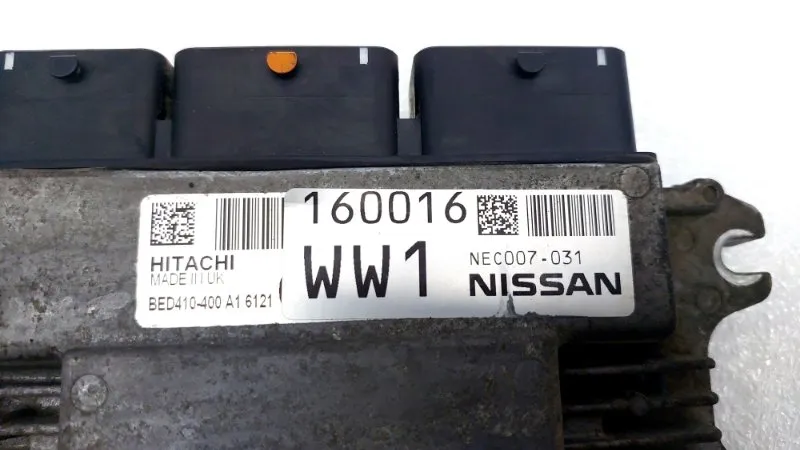 160016
WW1
NEC007-031
NISSAN
HITACHI
MADE IN UK
BED410-400 A1 6121